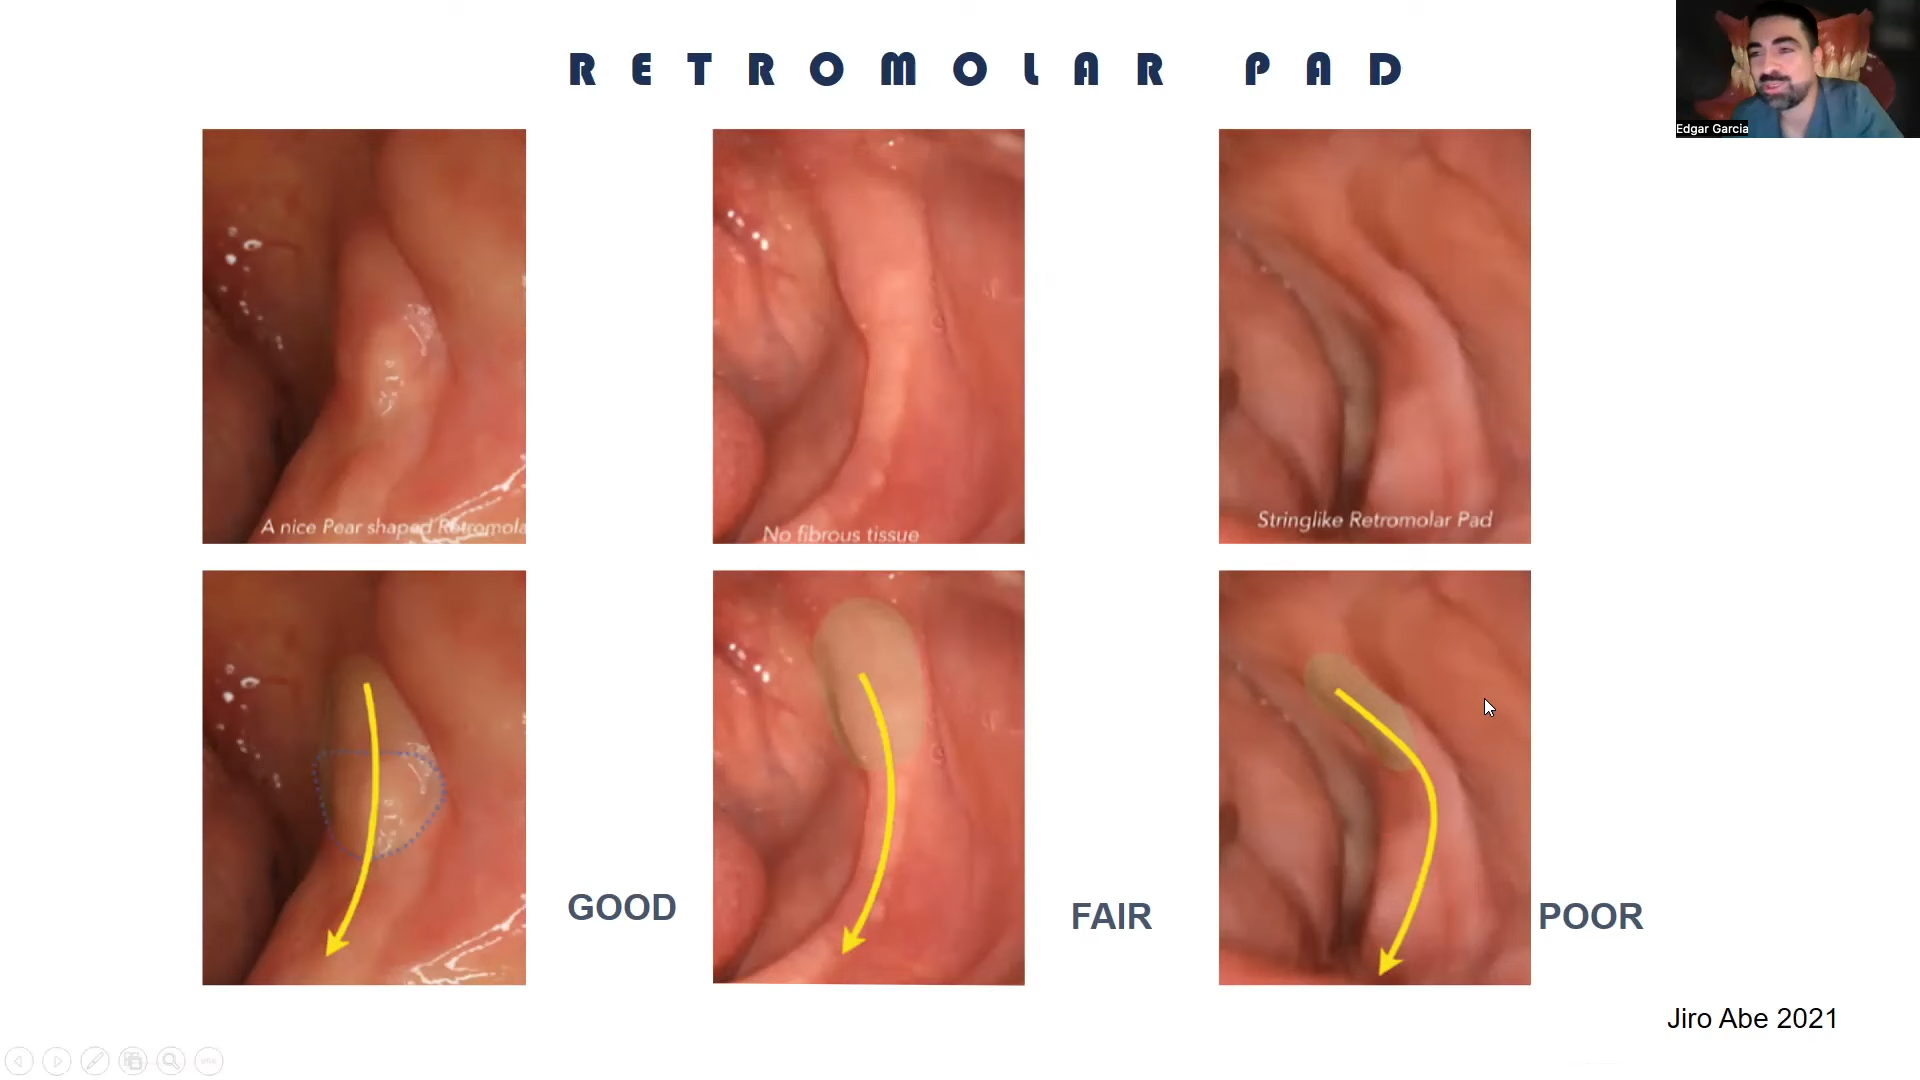 RETROMOLAR PAD
Edgar Garcia
A nice Pear shaped Retromola
No fibrous tissue
Stringlike Retromolar Pad
GOOD
FAIR
POOR
Jiro Abe 2021